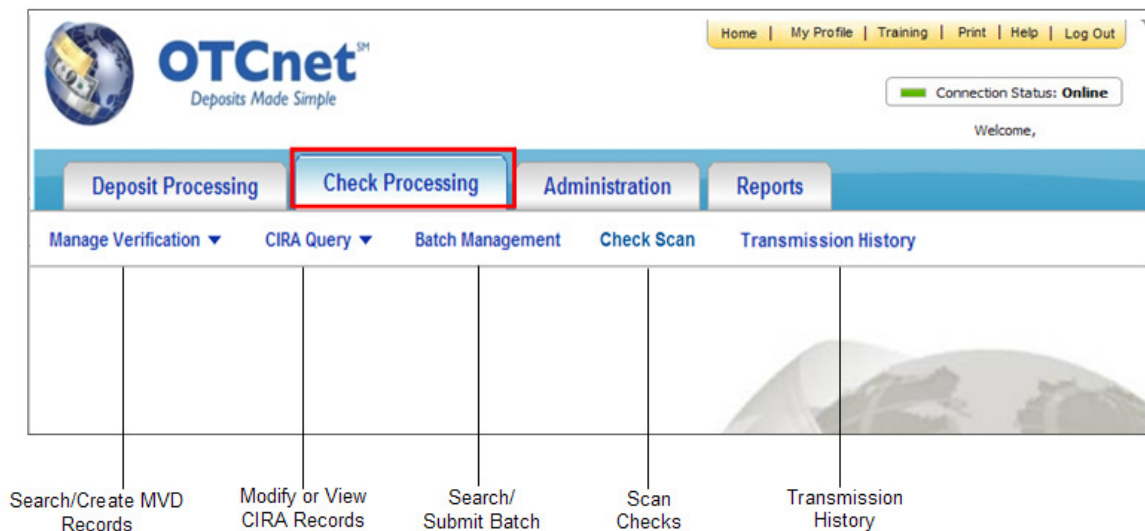 Home | My Profile | Training | Print | Help | Log Out
OTCnet℠
Deposits Made Simple
Connection Status: Online
Welcome,
Deposit Processing Check Processing Administration Reports
Manage Verification ▼ CIRA Query ▼ Batch Management Check Scan Transmission History
Search/Create MVD Records
Modify or View CIRA Records
Search/ Submit Batch
Scan Checks
Transmission History